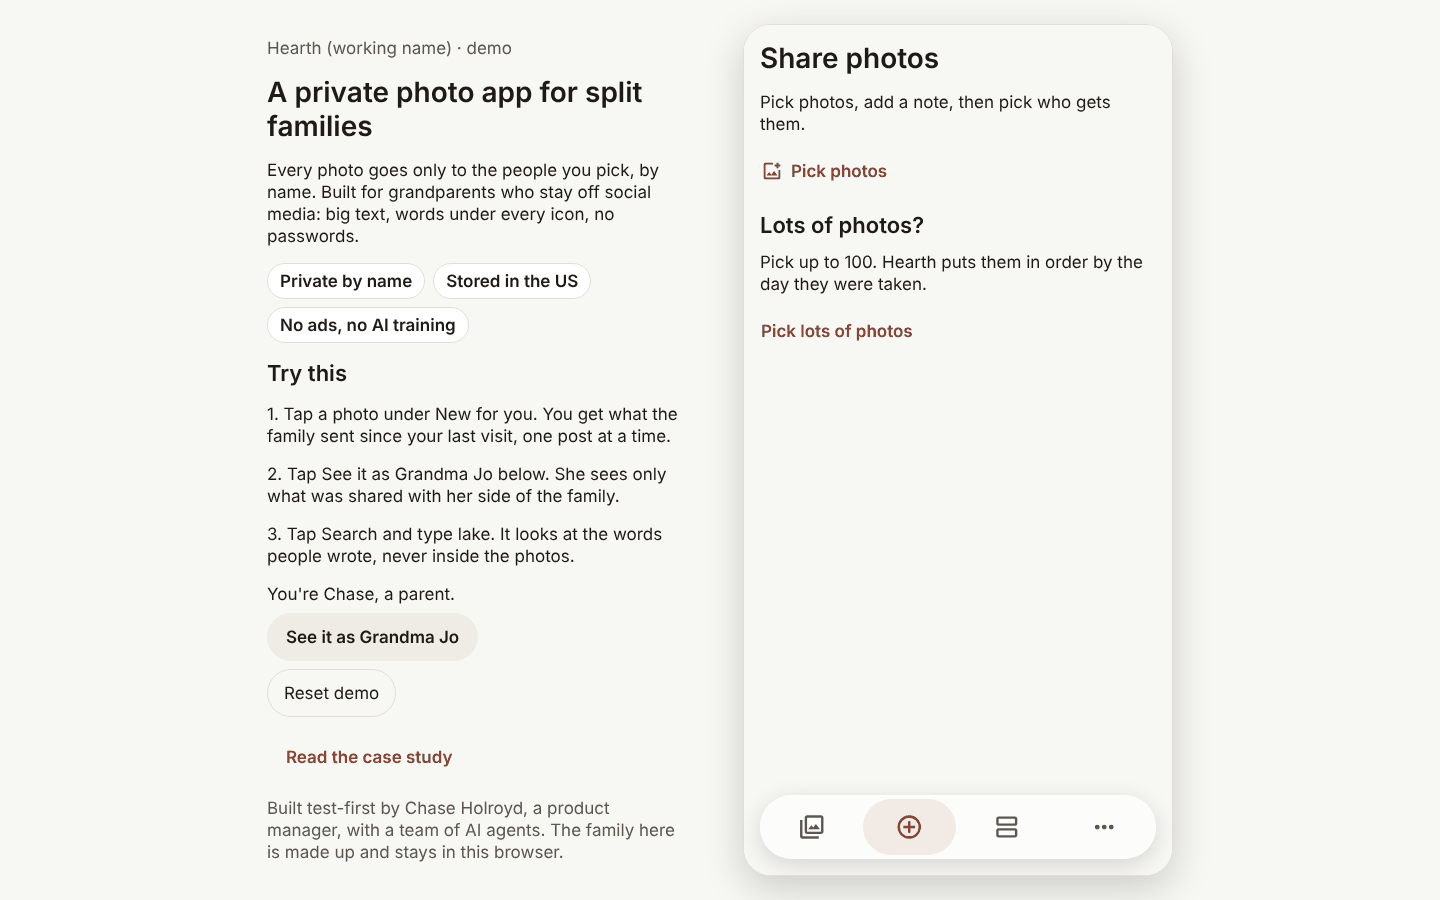 Hearth (working name) · demo
A private photo app for split
families
Every photo goes only to the people you pick, by
name. Built for grandparents who stay off social
media: big text, words under every icon, no
passwords.
Private by name
Stored in the US
No ads, no AI training
Try this
1. Tap a photo under New for you. You get what the
family sent since your last visit, one post at a time.
2. Tap See it as Grandma Jo below. She sees only
what was shared with her side of the family.
3. Tap Search and type lake. It looks at the words
people wrote, never inside the photos.
You're Chase, a parent.
See it as Grandma Jo
Reset demo
Read the case study
Built test-first by Chase Holroyd, a product
manager, with a team of AI agents. The family here
is made up and stays in this browser.
Share photos
Pick photos, add a note, then pick who gets
them.
Pick photos
Lots of photos?
Pick up to 100. Hearth puts them in order by the
day they were taken.
Pick lots of photos